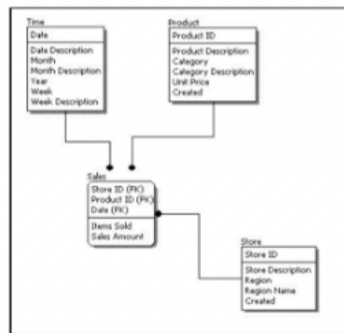 Time
Date
Date Description
Month
Month Description
Year
Week
Week Description
Product
Product ID
Product Description
Category
Category Description
Unit Price
Created
Sales
Store ID (FK)
Product ID (FK)
Date (FK)
Items Sold
Sales Amount
Store
Store ID
Store Description
Region
Region Name
Created